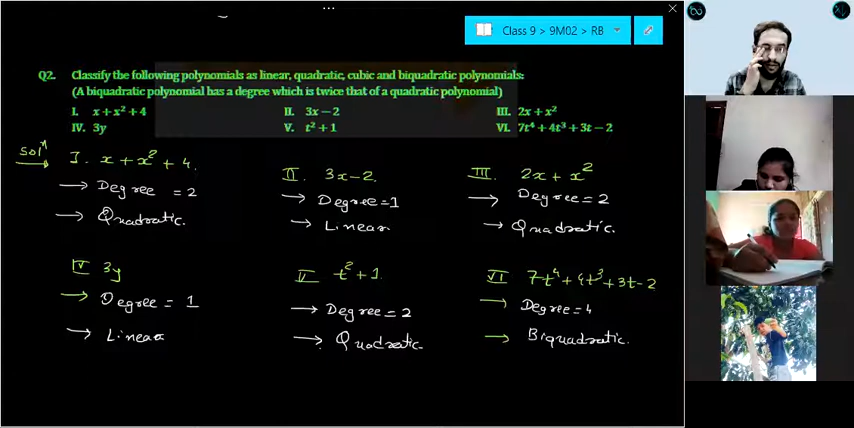 Class 9 > 9M02 > RB
Q2. Classify the following polynomials as linear, quadratic, cubic and biquadratic polynomials:
(A biquadratic polynomial has a degree which is twice that of a quadratic polynomial)
I. x+x²+4 II. 3x−2 III. 2x+x²
IV. 3y V. t²+1 VI. 7t⁴+4t³+3t−2
Solⁿ
I. x + x² + 4.
→ Degree = 2
→ Quadratic.
II. 3x−2.
→ Degree=1
→ Linear
III. 2x + x²
→ Degree = 2
→ Quadratic.
IV 3y
→ Degree = 1
→ Linear
V t² + 1.
→ Degree = 2
→ Quadratic.
VI 7t⁴ + 4t³ + 3t − 2
→ Degree = 4
→ Biquadratic.